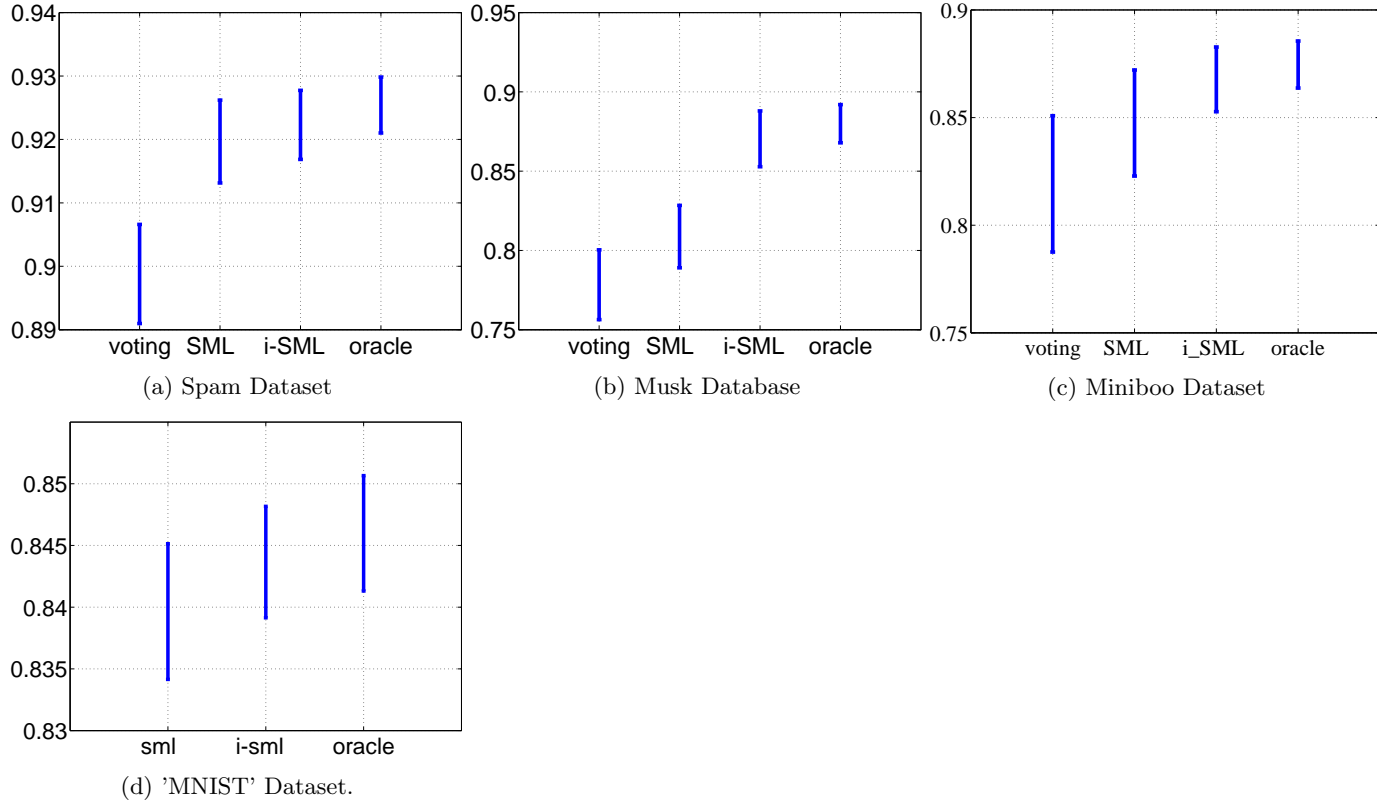 0.94
0.93
0.92
0.91
0.9
0.89
voting SML i-SML oracle
(a) Spam Dataset
0.95
0.9
0.85
0.8
0.75
voting SML i-SML oracle
(b) Musk Database
0.9
0.85
0.8
0.75
voting SML i_SML oracle
(c) Miniboo Dataset
0.85
0.845
0.84
0.835
0.83
sml i-sml oracle
(d) ’MNIST’ Dataset.